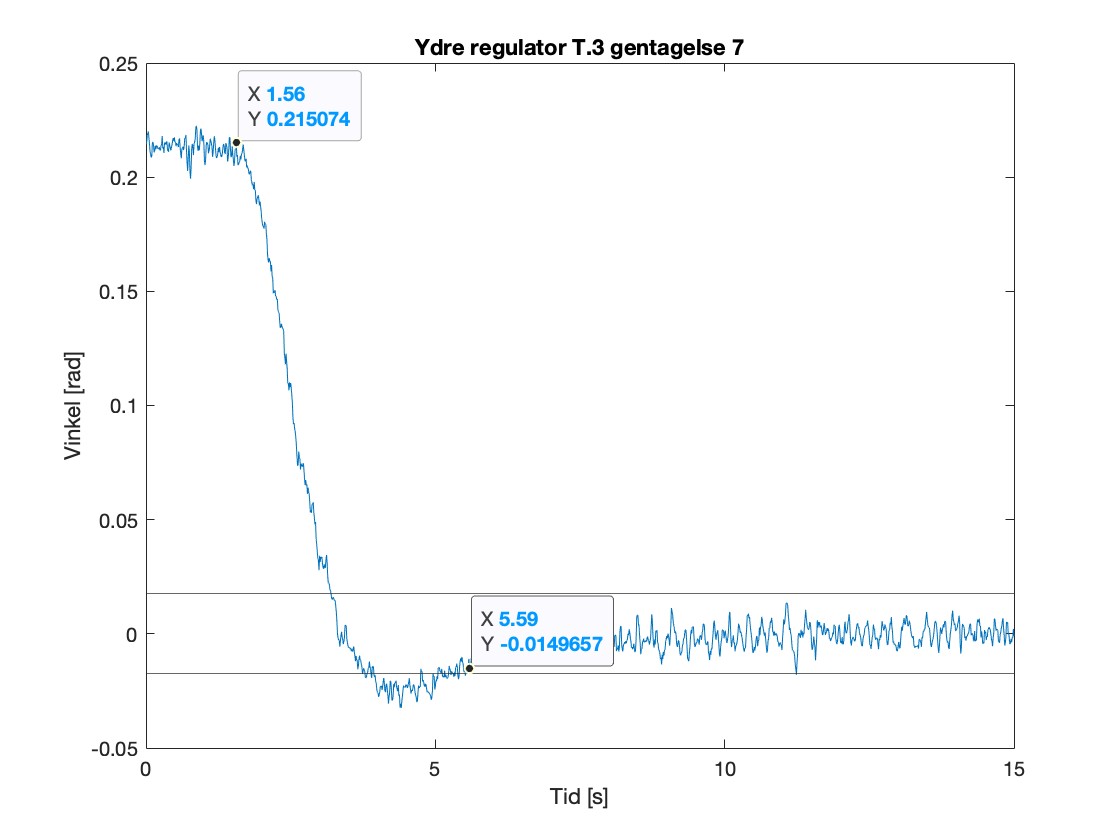 Ydre regulator T.3 gentagelse 7
0.25
X 1.56
Y 0.215074
0.2
0.15
0.1
Vinkel [rad]
0.05
X 5.59
Y -0.0149657
0
-0.05
0
5
10
15
Tid [s]